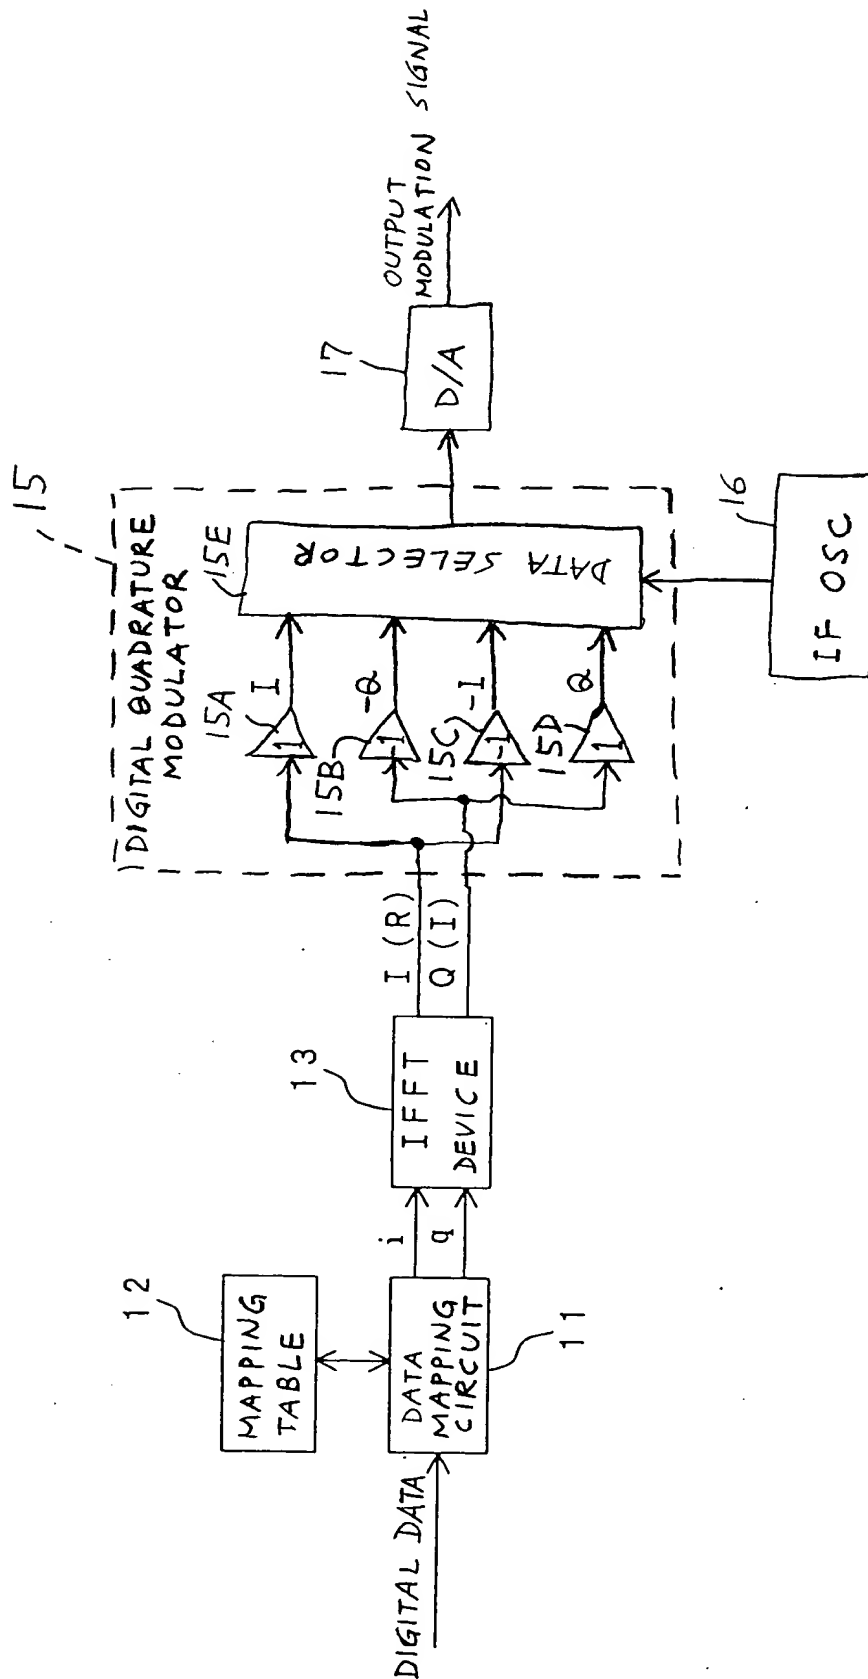 15
DIGITAL QUADRATURE
MODULATOR
15A
15B
15C
15D
15E
1
-1
-1
1
I
-Q
-I
Q
DATA SELECTOR
17
D/A
OUTPUT
MODULATION SIGNAL
16
IF OSC
13
IFFT
DEVICE
I (R)
Q (I)
i
q
12
MAPPING
TABLE
DATA
MAPPING
CIRCUIT
11
DIGITAL DATA